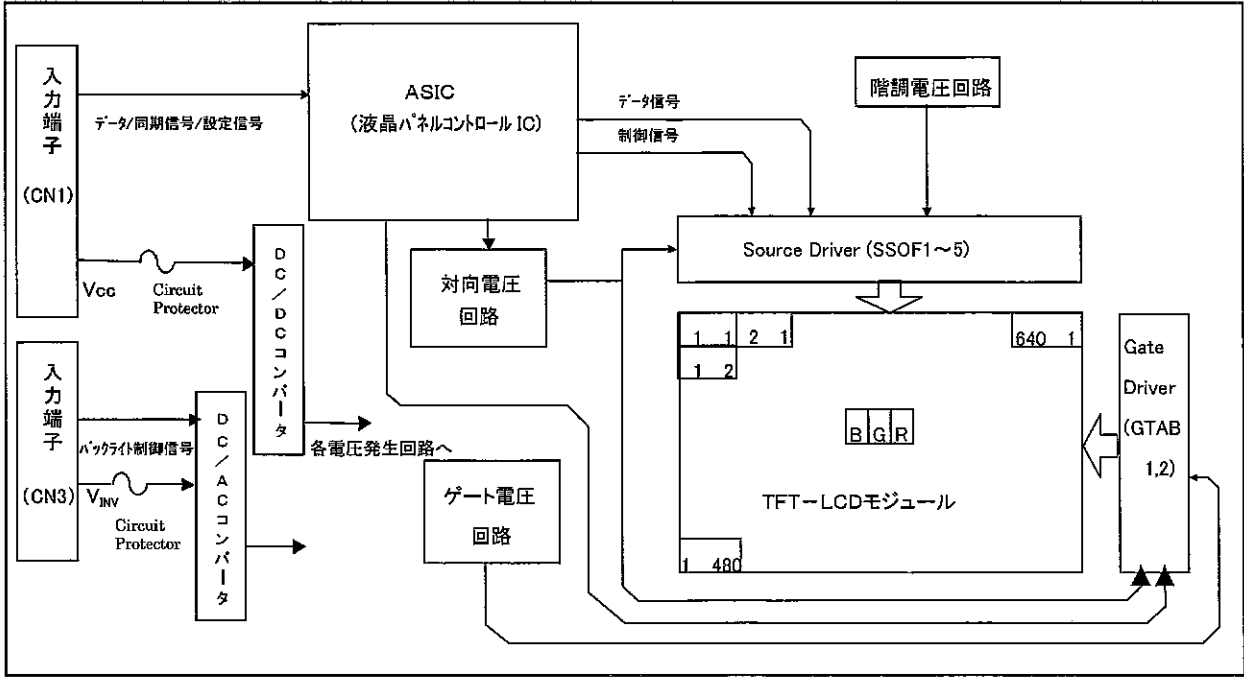 入力端子
(CN1)
データ/同期信号/設定信号
ASIC
(液晶パネルコントロール IC)
データ信号
制御信号
階調電圧回路
Vcc
Circuit
Protector
DC/DCコンバータ
対向電圧
回路
Source Driver (SSOF1~5)
入力端子
(CN3)
バックライト制御信号
VINV
Circuit
Protector
DC/ACコンバータ
各電圧発生回路へ
ゲート電圧
回路
1 1
2 1
640 1
1 2
B G R
TFT-LCDモジュール
1 480
Gate
Driver
(GTAB
1,2)